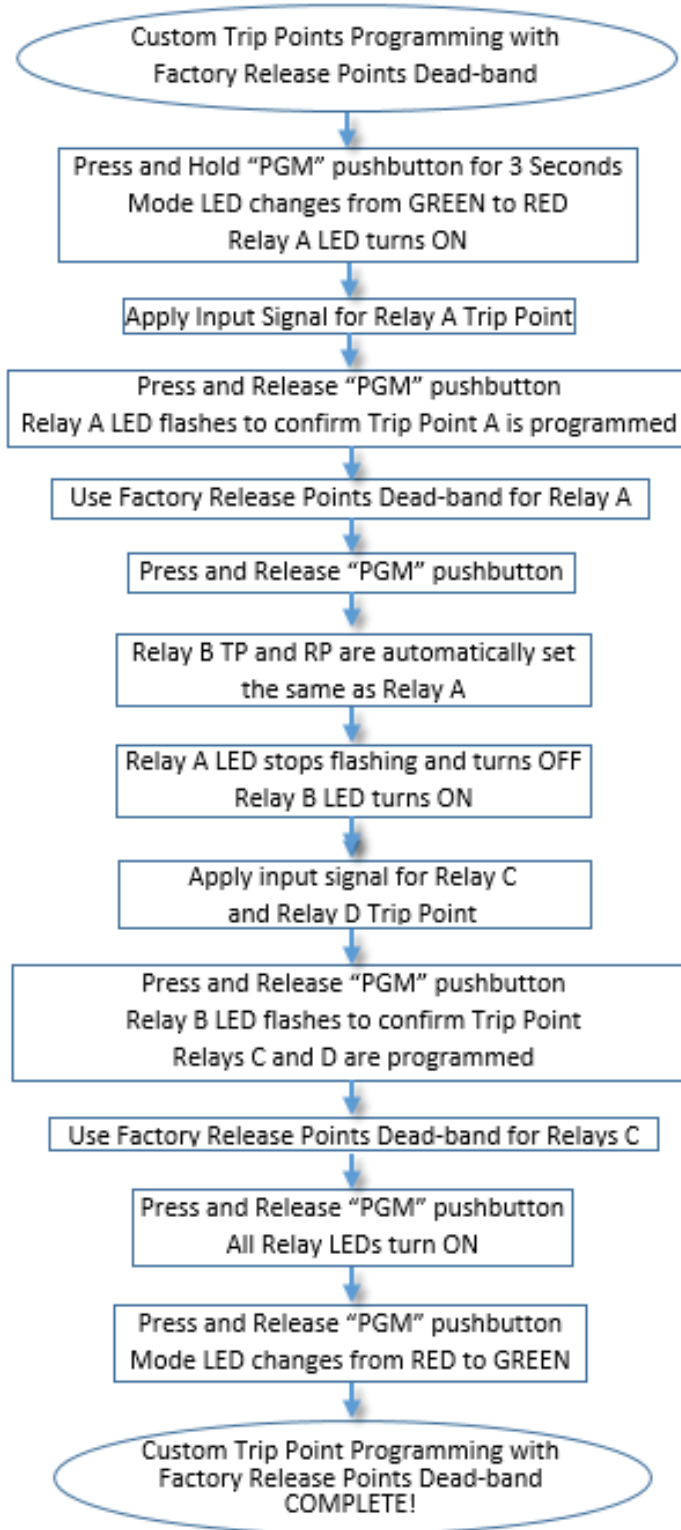 Custom Trip Points Programming with
Factory Release Points Dead-band
Press and Hold “PGM” pushbutton for 3 Seconds
Mode LED changes from GREEN to RED
Relay A LED turns ON
Apply Input Signal for Relay A Trip Point
Press and Release “PGM” pushbutton
Relay A LED flashes to confirm Trip Point A is programmed
Use Factory Release Points Dead-band for Relay A
Press and Release “PGM” pushbutton
Relay B TP and RP are automatically set
the same as Relay A
Relay A LED stops flashing and turns OFF
Relay B LED turns ON
Apply input signal for Relay C
and Relay D Trip Point
Press and Release “PGM” pushbutton
Relay B LED flashes to confirm Trip Point
Relays C and D are programmed
Use Factory Release Points Dead-band for Relays C
Press and Release “PGM” pushbutton
All Relay LEDs turn ON
Press and Release “PGM” pushbutton
Mode LED changes from RED to GREEN
Custom Trip Point Programming with
Factory Release Points Dead-band
COMPLETE!